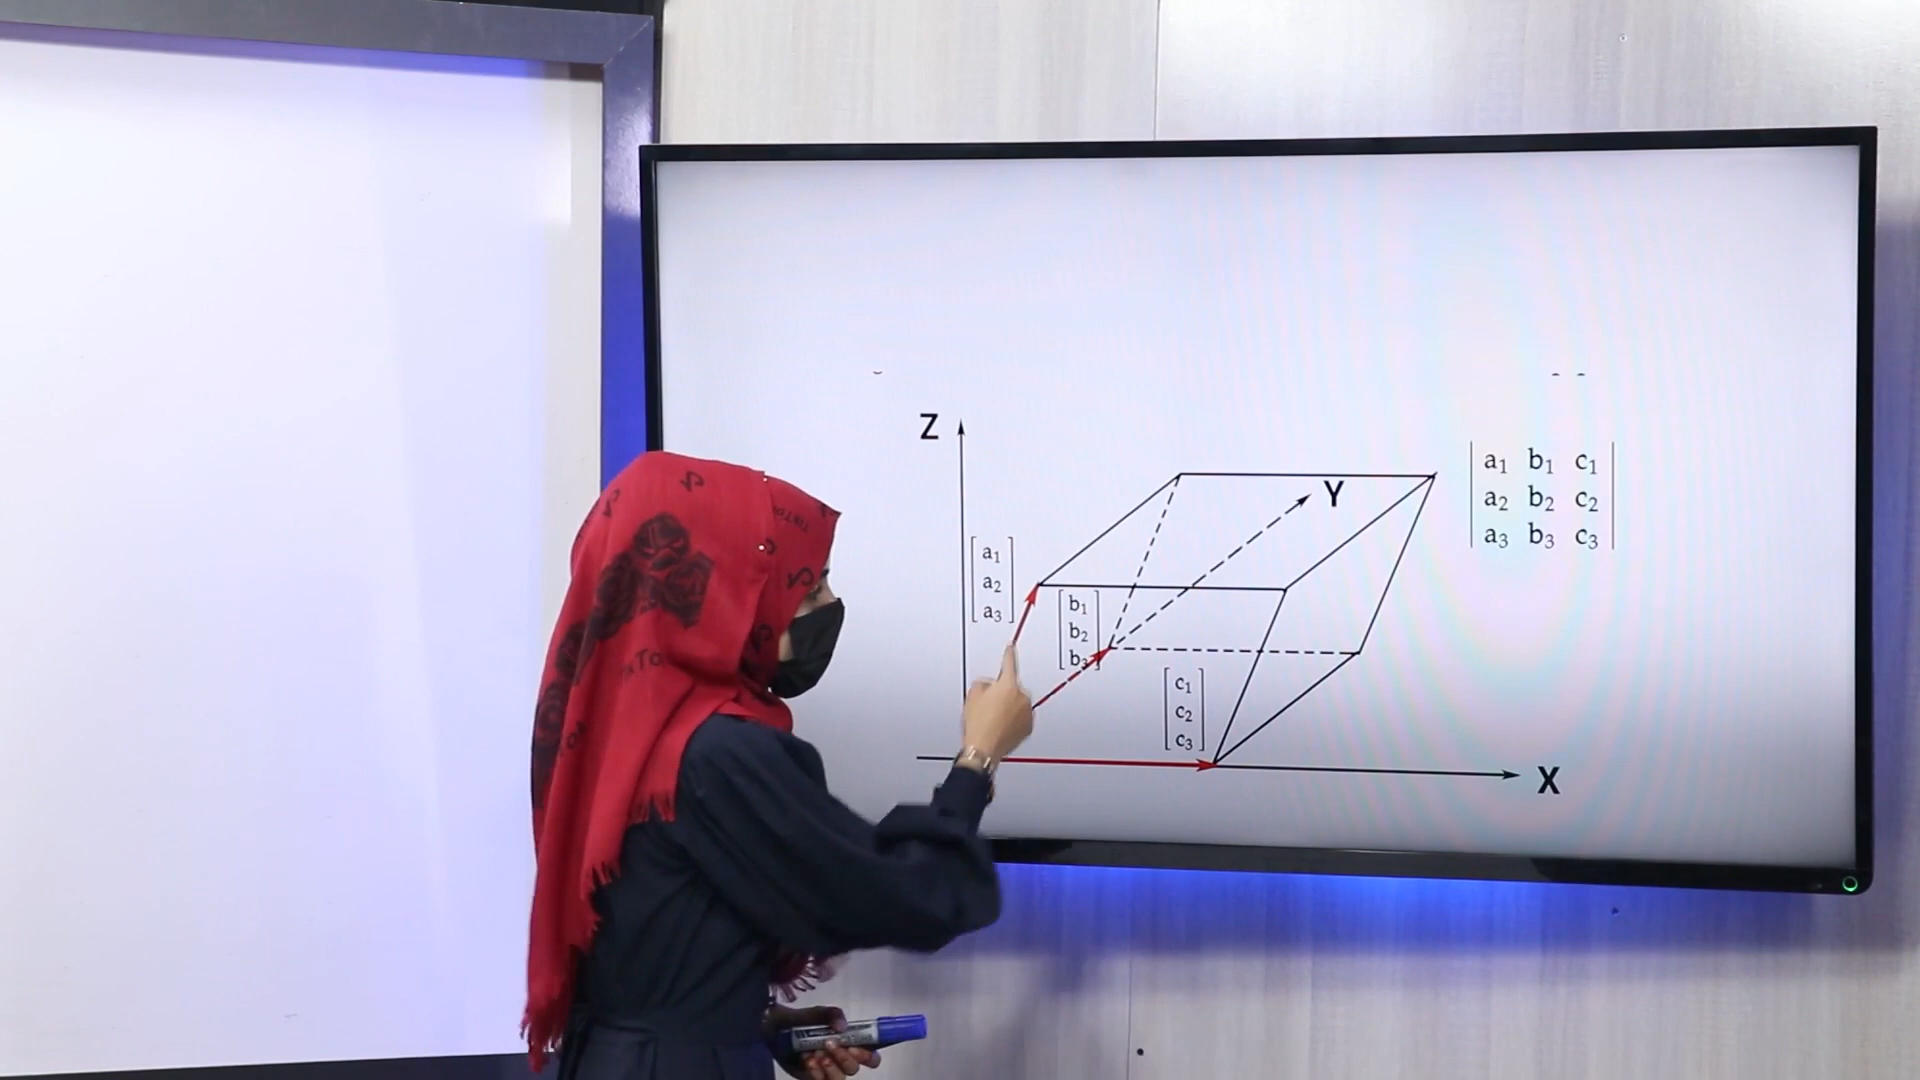 Z
Y
a1 b1 c1
a2 b2 c2
a3 b3 c3
a1
a2
a3
b1
b2
b3
c1
c2
c3
X